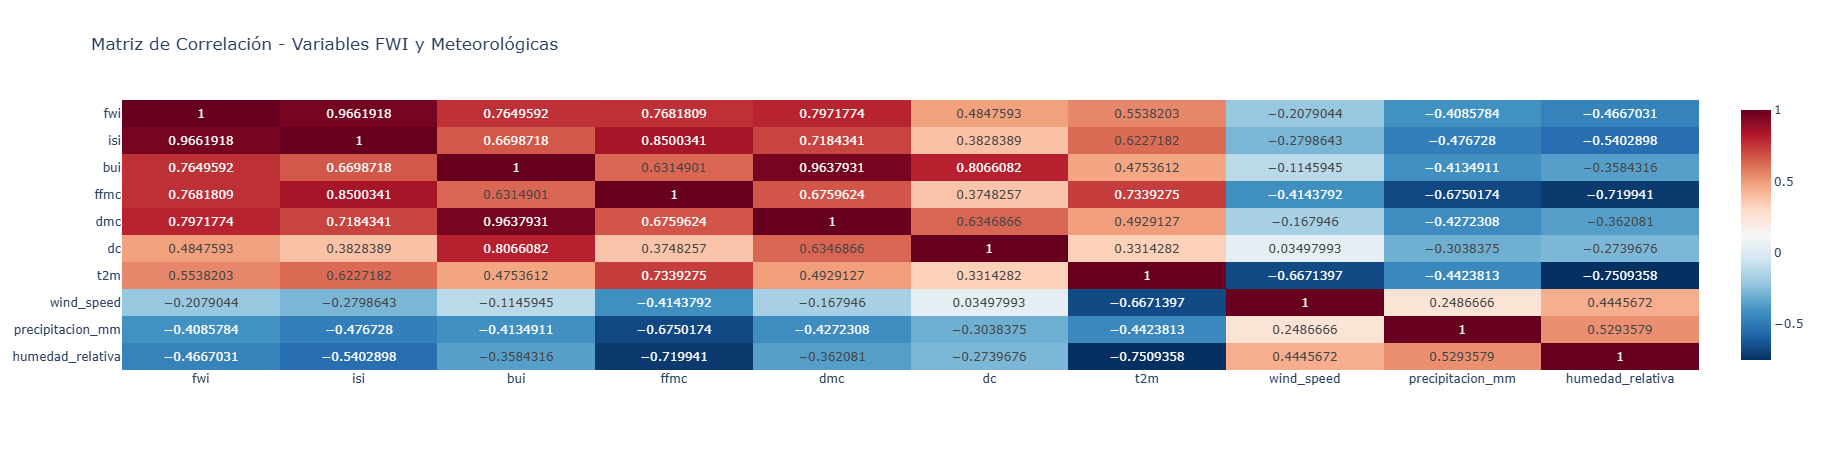 Matriz de Correlación - Variables FWI y Meteorológicas
fwi 1 0.9661918 0.7649592 0.7681809 0.7971774 0.4847593 0.5538203 −0.2079044 −0.4085784 −0.4667031
isi 0.9661918 1 0.6698718 0.8500341 0.7184341 0.3828389 0.6227182 −0.2798643 −0.476728 −0.5402898
bui 0.7649592 0.6698718 1 0.6314901 0.9637931 0.8066082 0.4753612 −0.1145945 −0.4134911 −0.3584316
ffmc 0.7681809 0.8500341 0.6314901 1 0.6759624 0.3748257 0.7339275 −0.4143792 −0.6750174 −0.719941
dmc 0.7971774 0.7184341 0.9637931 0.6759624 1 0.6346866 0.4929127 −0.167946 −0.4272308 −0.362081
dc 0.4847593 0.3828389 0.8066082 0.3748257 0.6346866 1 0.3314282 0.03497993 −0.3038375 −0.2739676
t2m 0.5538203 0.6227182 0.4753612 0.7339275 0.4929127 0.3314282 1 −0.6671397 −0.4423813 −0.7509358
wind_speed −0.2079044 −0.2798643 −0.1145945 −0.4143792 −0.167946 0.03497993 −0.6671397 1 0.2486666 0.4445672
precipitacion_mm −0.4085784 −0.476728 −0.4134911 −0.6750174 −0.4272308 −0.3038375 −0.4423813 0.2486666 1 0.5293579
humedad_relativa −0.4667031 −0.5402898 −0.3584316 −0.719941 −0.362081 −0.2739676 −0.7509358 0.4445672 0.5293579 1
fwi isi bui ffmc dmc dc t2m wind_speed precipitacion_mm humedad_relativa
1
0.5
0
−0.5